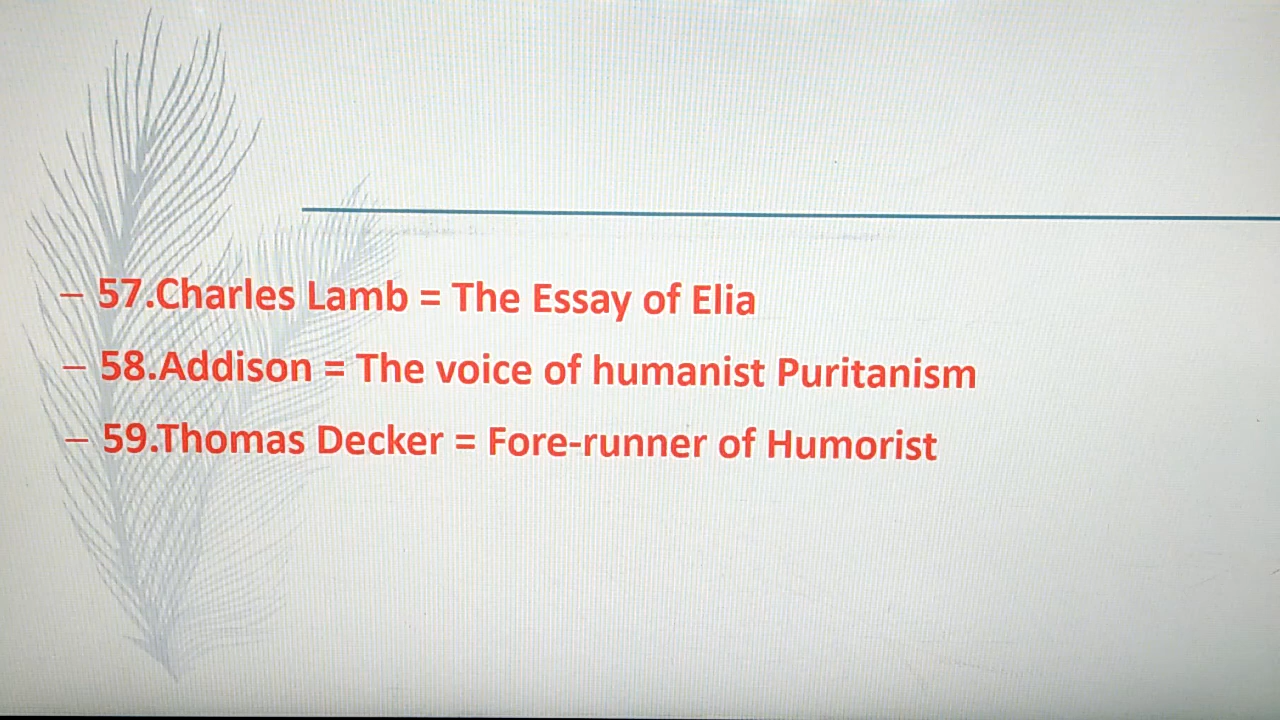 – 57.Charles Lamb = The Essay of Elia
– 58.Addison = The voice of humanist Puritanism
– 59.Thomas Decker = Fore-runner of Humorist